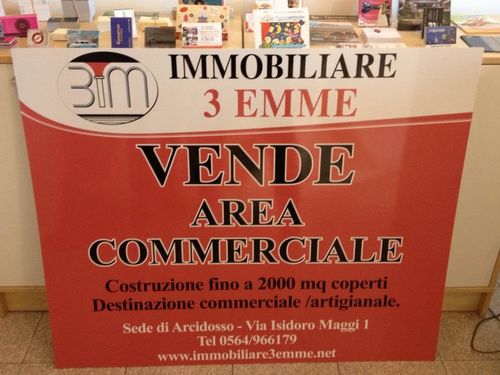 3M
IMMOBILIARE
3 EMME
VENDE
AREA
COMMERCIALE
Costruzione fino a 2000 mq coperti
Destinazione commerciale /artigianale.
Sede di Arcidosso - Via Isidoro Maggi 1
Tel 0564/966179
www.immobiliare3emme.net